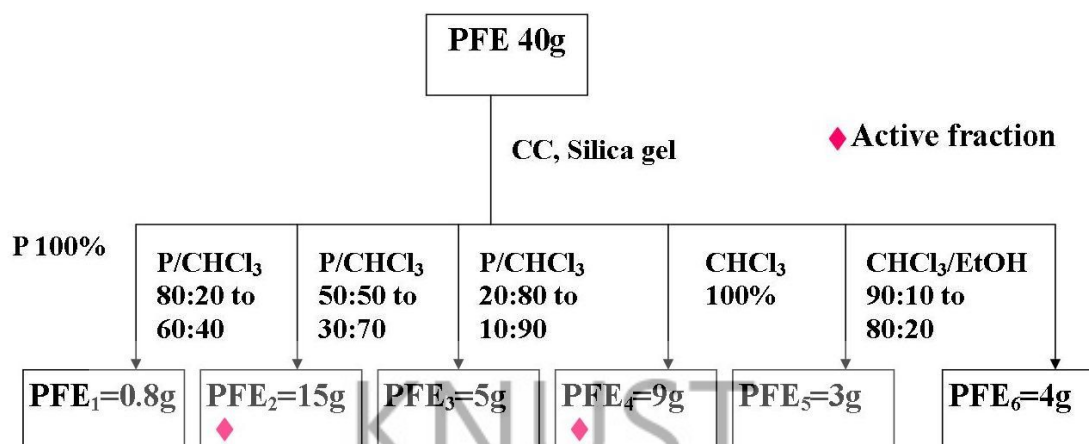 PFE 40g
CC, Silica gel
♦ Active fraction
P 100%
P/CHCl₃
80:20 to
60:40
P/CHCl₃
50:50 to
30:70
P/CHCl₃
20:80 to
10:90
CHCl₃
100%
CHCl₃/EtOH
90:10 to
80:20
PFE₁=0.8g
PFE₂=15g
PFE₃=5g
PFE₄=9g
PFE₅=3g
PFE₆=4g
KNUST